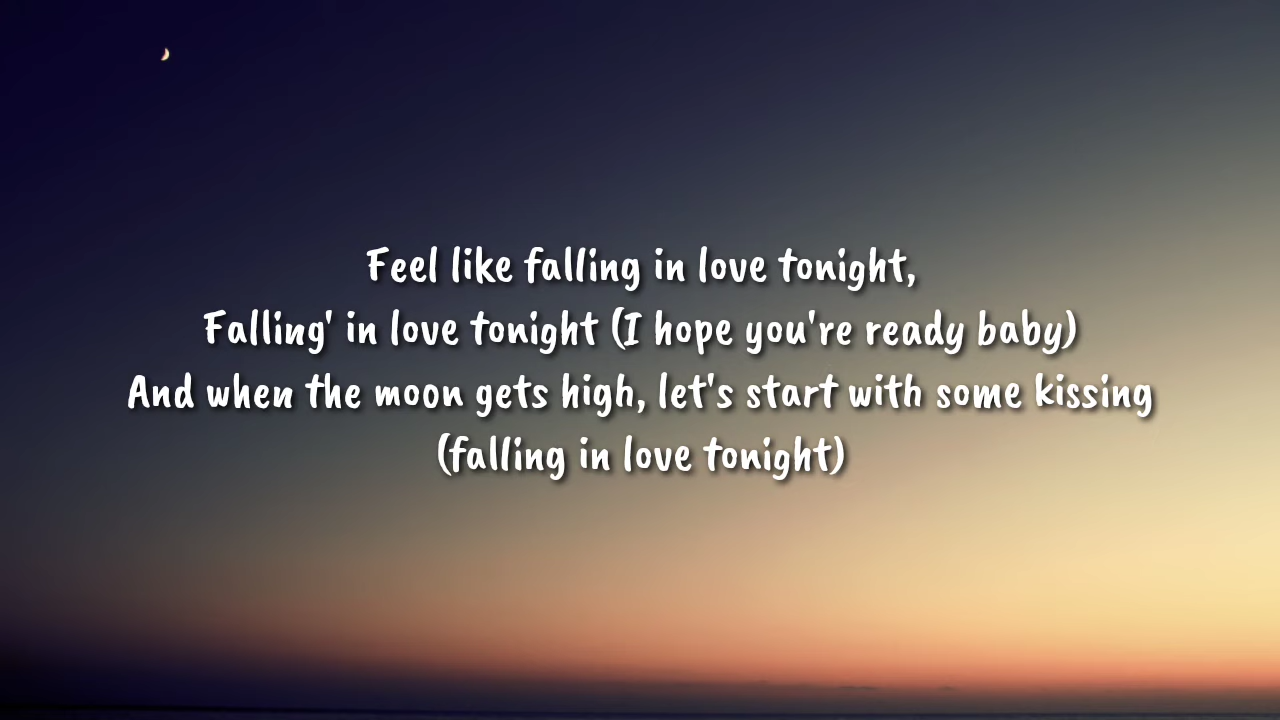 Feel like falling in love tonight,
Falling' in love tonight (I hope you're ready baby)
And when the moon gets high, let's start with some kissing
(falling in love tonight)